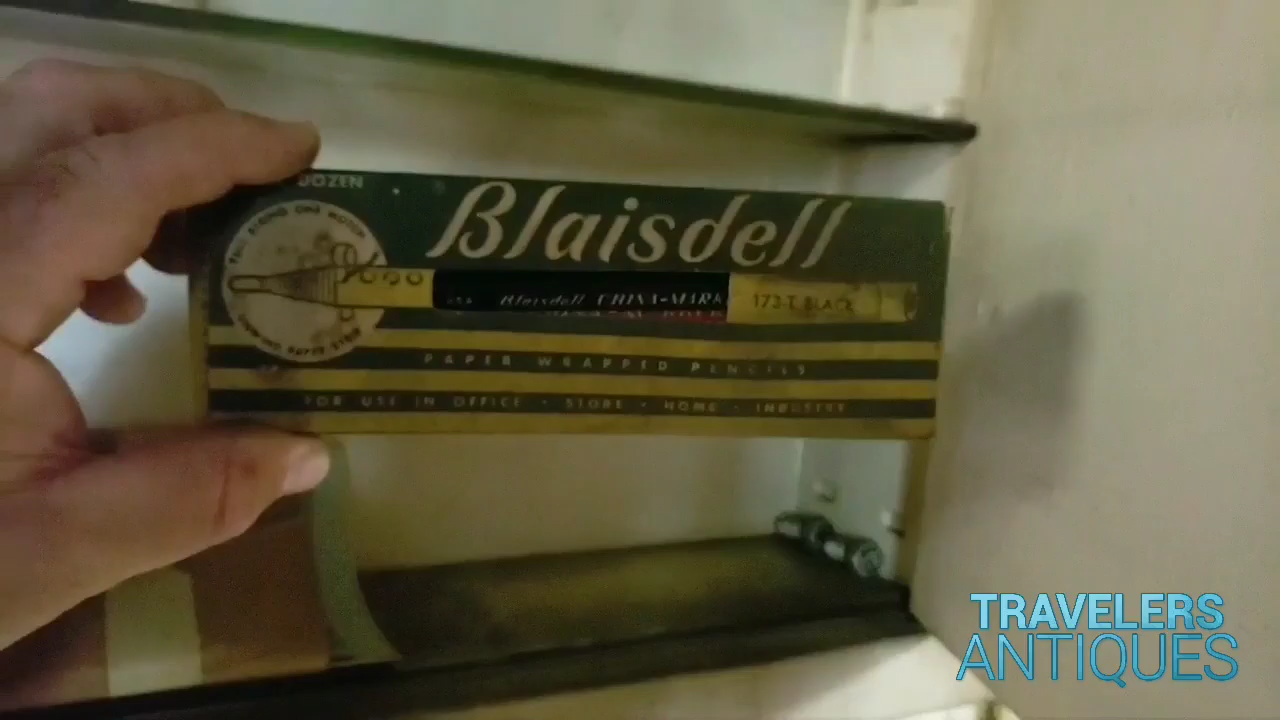 DOZEN
Blaisdell
U.S.A. Blaisdell CHINA-MARK
173-T BLACK
PAPER WRAPPED PENCILS
FOR USE IN OFFICE · STORE · HOME · INDUSTRY
TRAVELERS
ANTIQUES